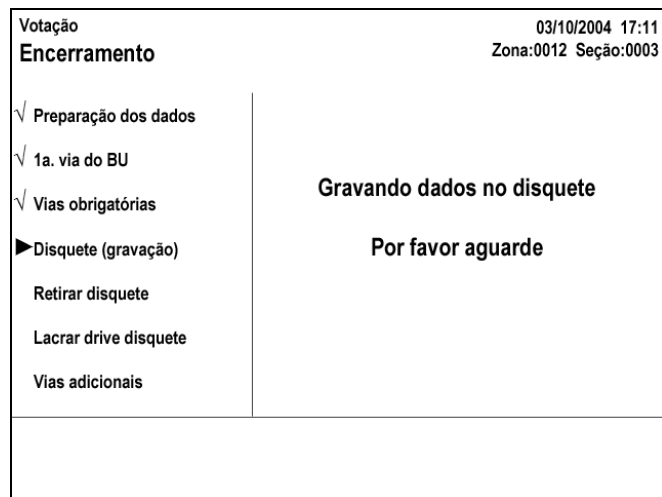 Votação
03/10/2004 17:11
Encerramento
Zona:0012 Seção:0003
√ Preparação dos dados
√ 1a. via do BU
√ Vias obrigatórias
►Disquete (gravação)
Retirar disquete
Lacrar drive disquete
Vias adicionais
Gravando dados no disquete
Por favor aguarde